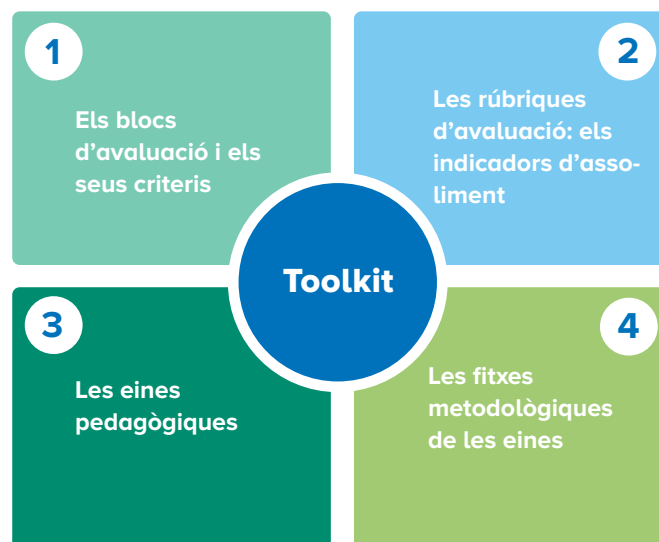 1
Els blocs
d’avaluació i els
seus criteris
2
Les rúbriques
d’avaluació: els
indicadors d’asso-
liment
Toolkit
3
Les eines
pedagògiques
4
Les fitxes
metodològiques
de les eines